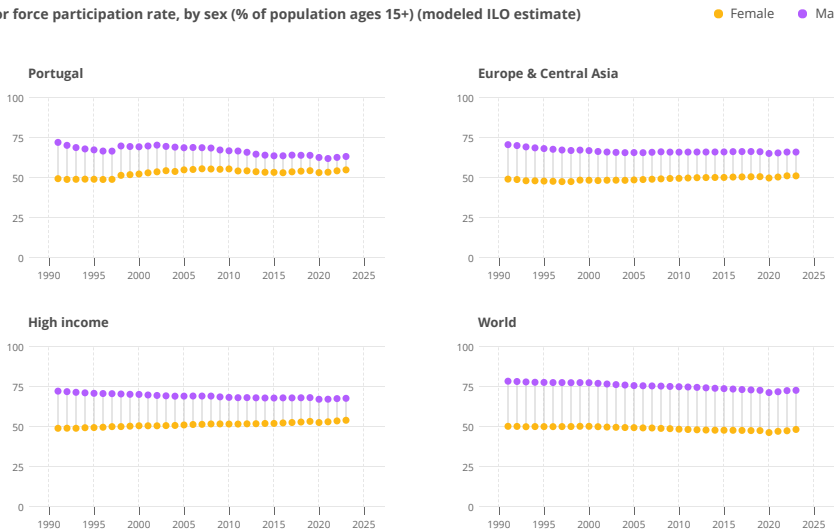 force participation rate, by sex (% of population ages 15+) (modeled ILO estimate) Female
Portugal
100
75
50
25
0
1990 1995 2000 2005 2010 2015 2020 2025
Europe & Central Asia
100
75
50
25
0
1990 1995 2000 2005 2010 2015 2020 2025
High income
100
75
50
25
0
1990 1995 2000 2005 2010 2015 2020 2025
World
100
75
50
25
0
1990 1995 2000 2005 2010 2015 2020 2025